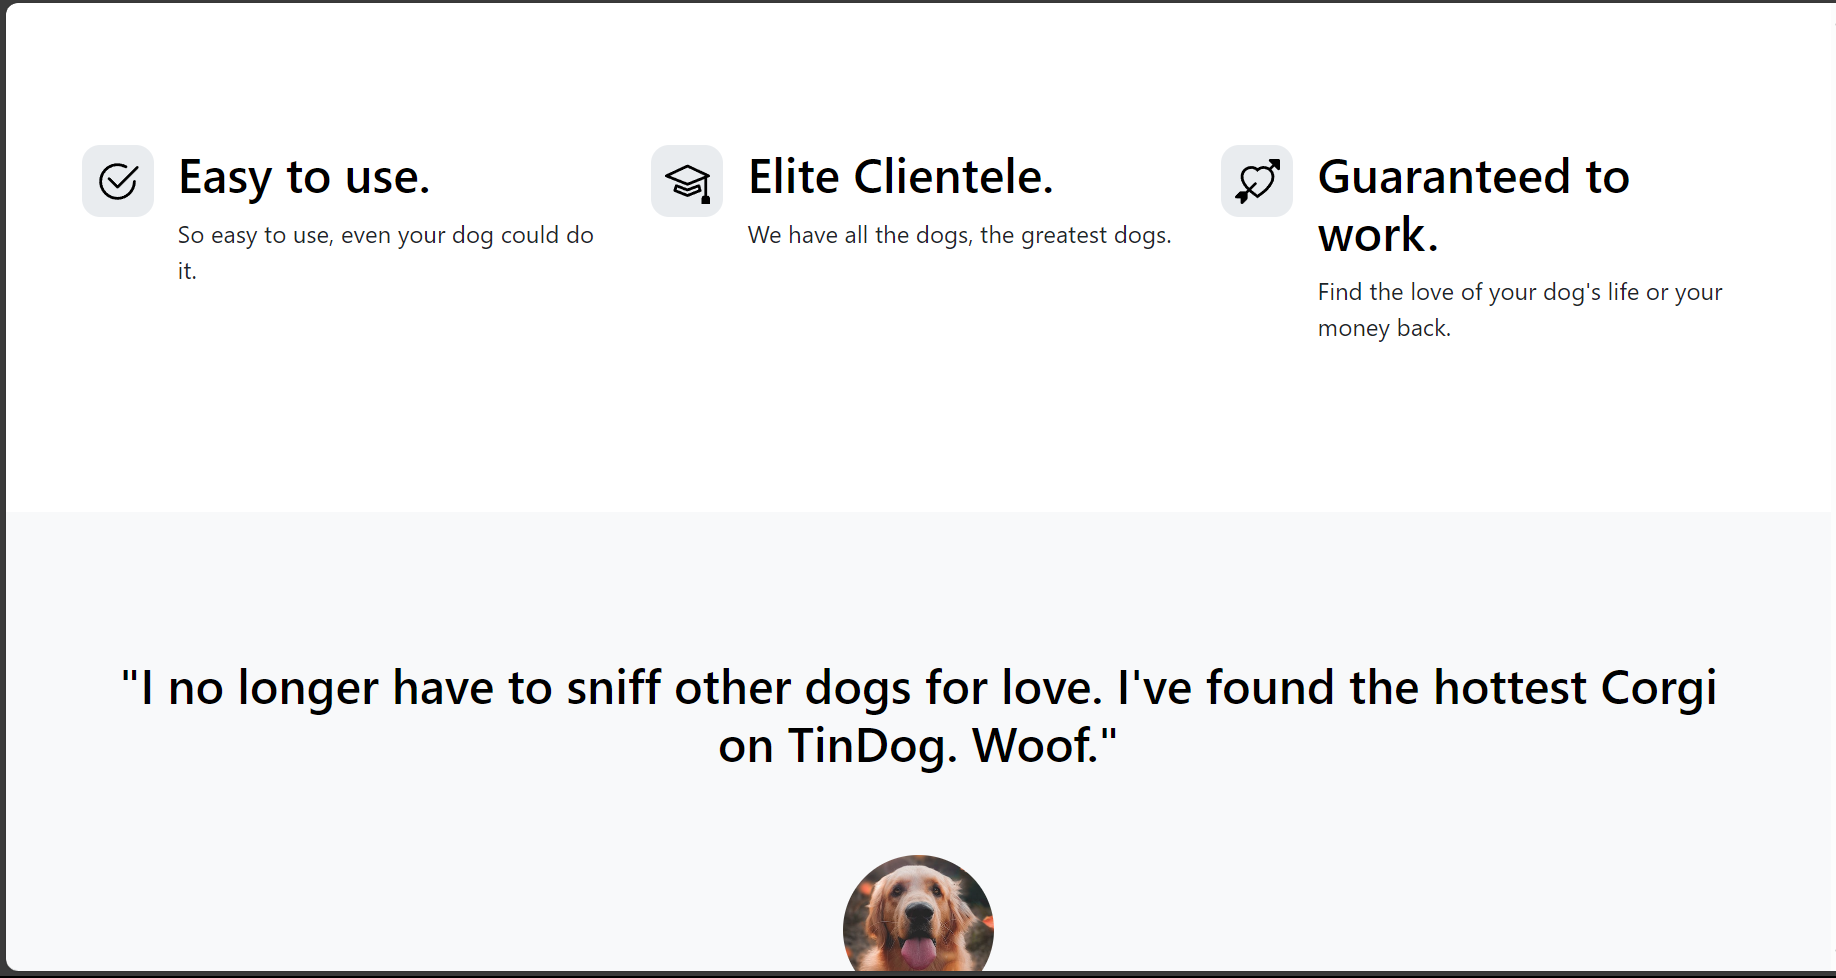 Easy to use.
So easy to use, even your dog could do
it.
Elite Clientele.
We have all the dogs, the greatest dogs.
Guaranteed to
work.
Find the love of your dog's life or your
money back.
"I no longer have to sniff other dogs for love. I've found the hottest Corgi
on TinDog. Woof."